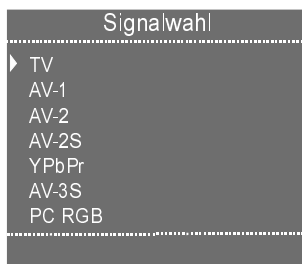 Signalwahl
TV
AV-1
AV-2
AV-2S
YPbPr
AV-3S
PC RGB